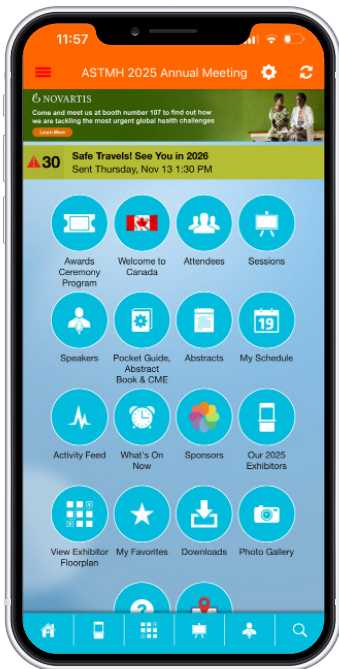 11:57
ASTMH 2025 Annual Meeting
NOVARTIS
Come and meet us at booth number 107 to find out how
we are tackling the most urgent global health challenges
Learn More
30
Safe Travels! See You in 2026
Sent Thursday, Nov 13 1:30 PM
Awards
Ceremony
Program
Welcome to
Canada
Attendees
Sessions
19
Speakers
Pocket Guide,
Abstract
Book & CME
Abstracts
My Schedule
Activity Feed
What's On
Now
Sponsors
Our 2025
Exhibitors
View Exhibitor
Floorplan
My Favorites
Downloads
Photo Gallery
?